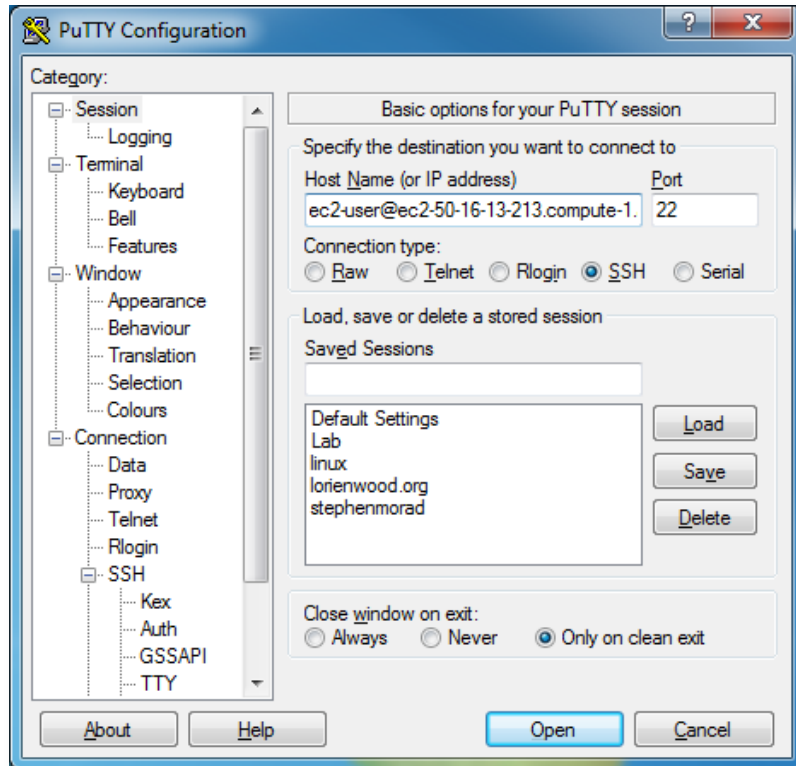 PuTTY Configuration
?
X
Category:
Session
Logging
Terminal
Keyboard
Bell
Features
Window
Appearance
Behaviour
Translation
Selection
Colours
Connection
Data
Proxy
Telnet
Rlogin
SSH
Kex
Auth
GSSAPI
TTY
Basic options for your PuTTY session
Specify the destination you want to connect to
Host Name (or IP address) Port
ec2-user@ec2-50-16-13-213.compute-1. 22
Connection type:
Raw Telnet Rlogin SSH Serial
Load, save or delete a stored session
Saved Sessions
Default Settings
Lab
linux
lorienwood.org
stephenmorad
Load
Save
Delete
Close window on exit:
Always Never Only on clean exit
About Help Open Cancel